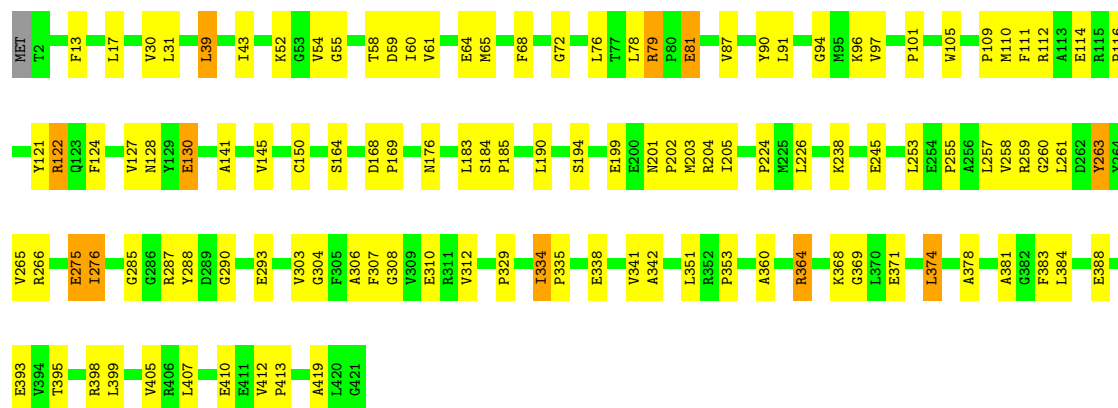 MET T2 F13 L17 V30 L31 L39 I43 K52 G53 V54 G55 T58 D59 I60 V61 E64 M65 F68 G72 L76 T77 L78 R79 P80 E81 V87 Y90 L91 G94 M95 K96 V97 P101 W105 P109 M110 F111 R112 A113 E114 R115
Y121 R122 Q123 F124 V127 N128 Y129 E130 A141 V145 C150 S164 D168 P169 N176 L183 S184 P185 L190 S194 E199 E200 N201 P202 M203 R204 I205 P224 M225 L226 K238 E245 L253 E254 P255 A256 L257 V258 R259 G260 L261 D262 Y263
V265 R266 E275 I276 G285 G286 R287 Y288 D289 G290 E293 V303 G304 F305 A306 F307 G308 V309 E310 R311 V312 P329 I334 P335 E338 V341 A342 L351 R352 P353 A360 R364 K368 G369 L370 E371 L374 A378 A381 G382 F383 L384 E388
E393 V394 T395 R398 L399 V405 R406 L407 E410 E411 V412 P413 A419 L420 G421